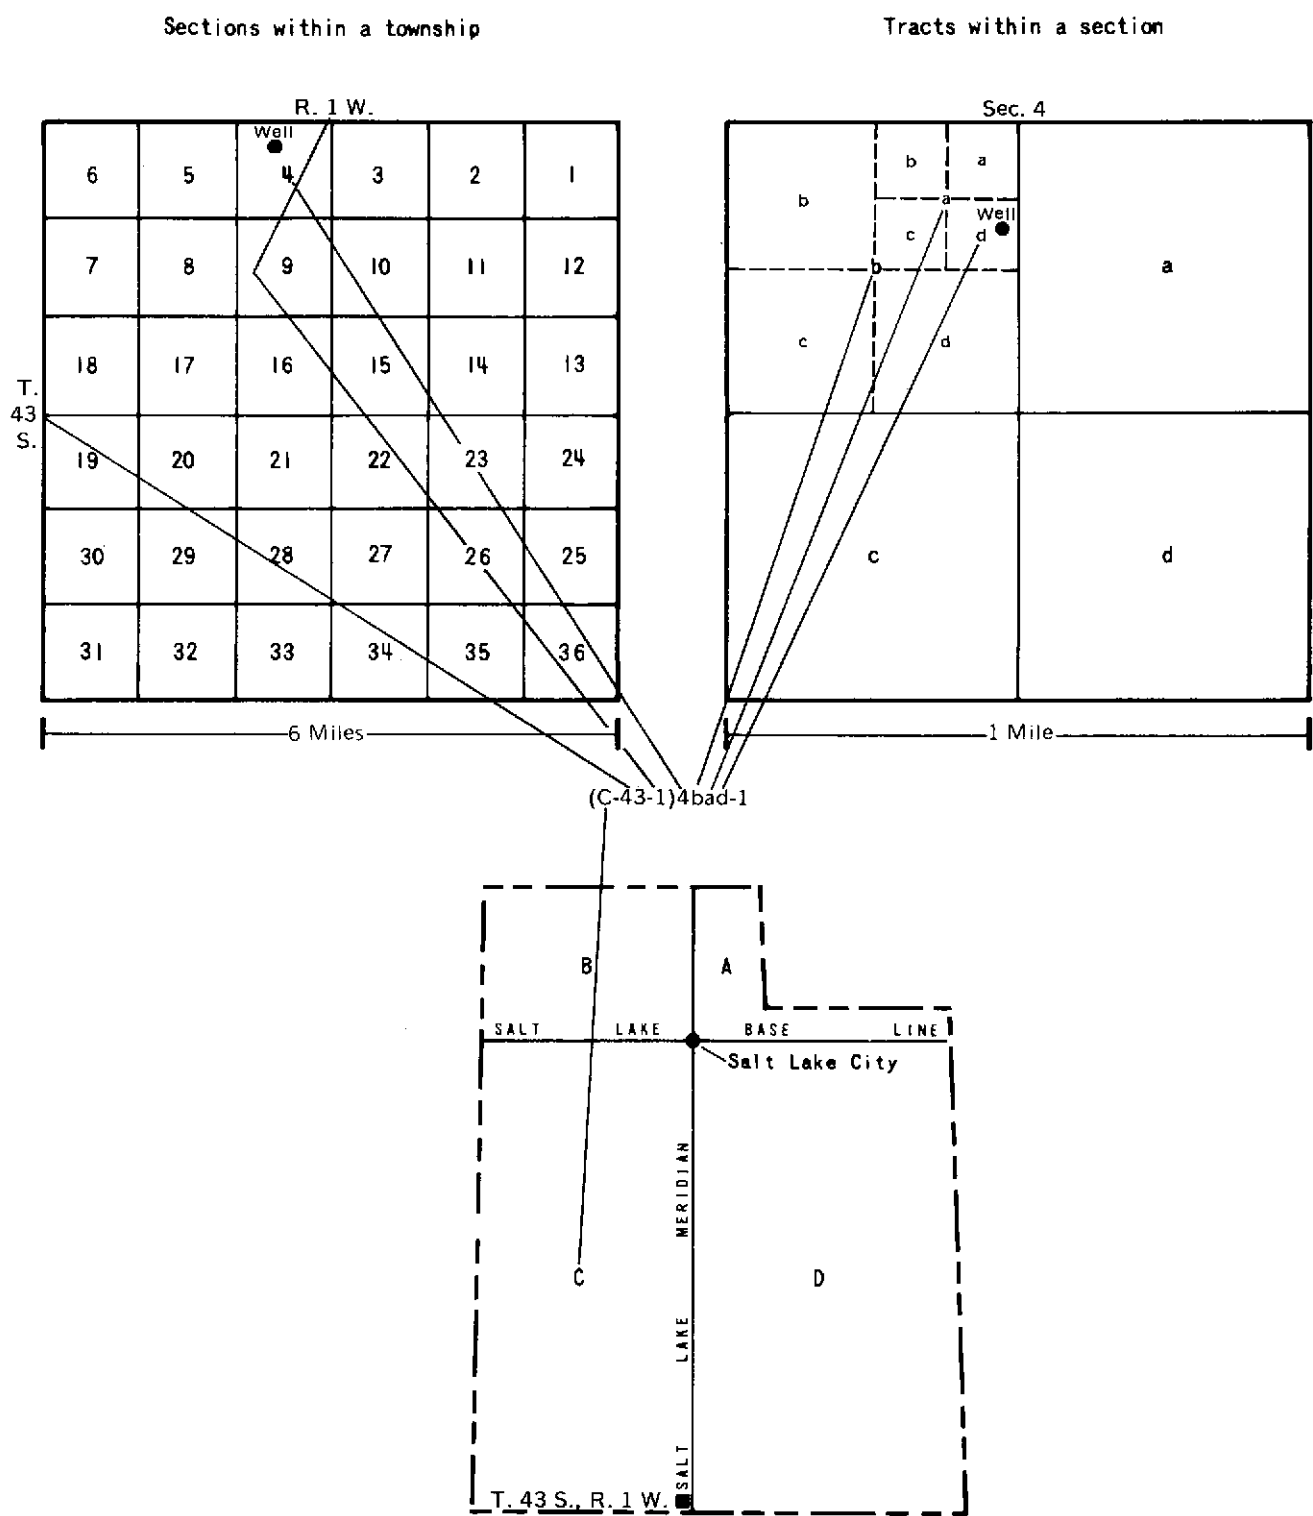 Sections within a township
Tracts within a section
R. 1 W.
Well
6 5 4 3 2 1
7 8 9 10 11 12
18 17 16 15 14 13
T.
43
S.
19 20 21 22 23 24
30 29 28 27 26 25
31 32 33 34 35 36
6 Miles
Sec. 4
b a
b a
Well
c d
b a
c d
c d
1 Mile
(C-43-1)4bad-1
B A
SALT LAKE BASE LINE
Salt Lake City
SALT LAKE MERIDIAN
C D
T. 43 S., R. 1 W.